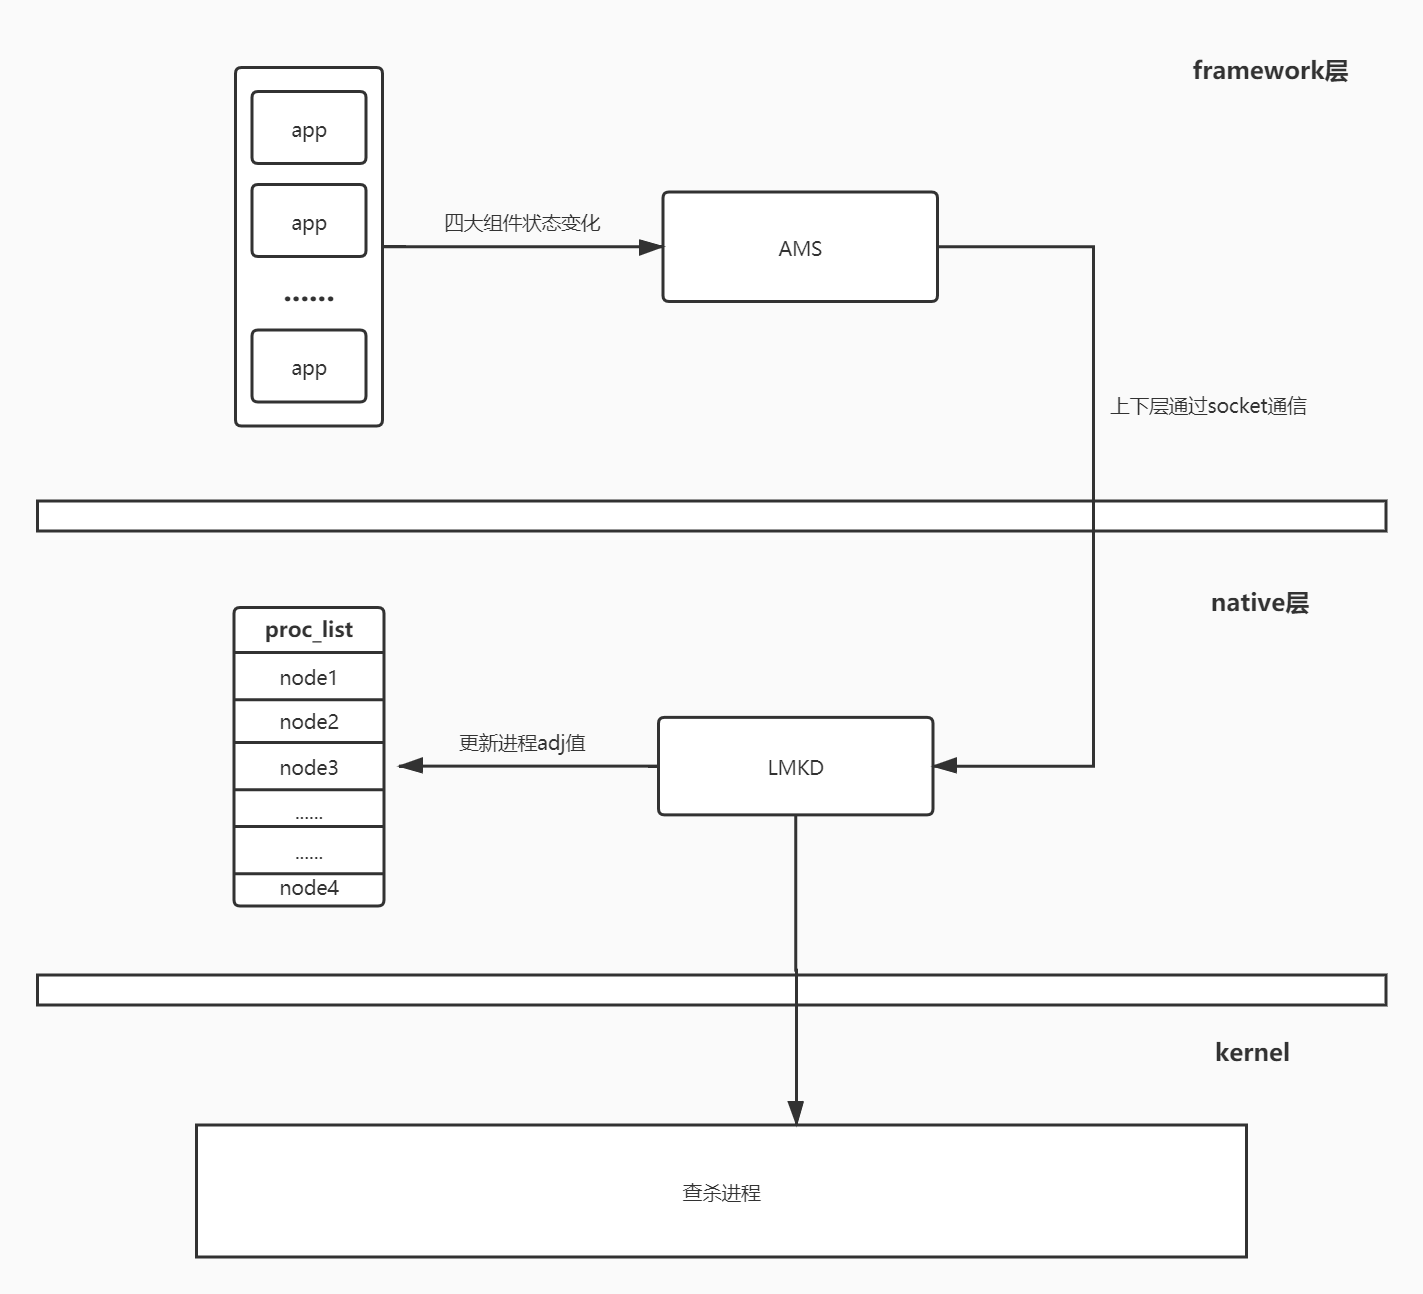 framework层
app
app
......
app
四大组件状态变化
AMS
上下层通过socket通信
native层
proc_list
node1
node2
node3
......
......
node4
更新进程adj值
LMKD
kernel
查杀进程